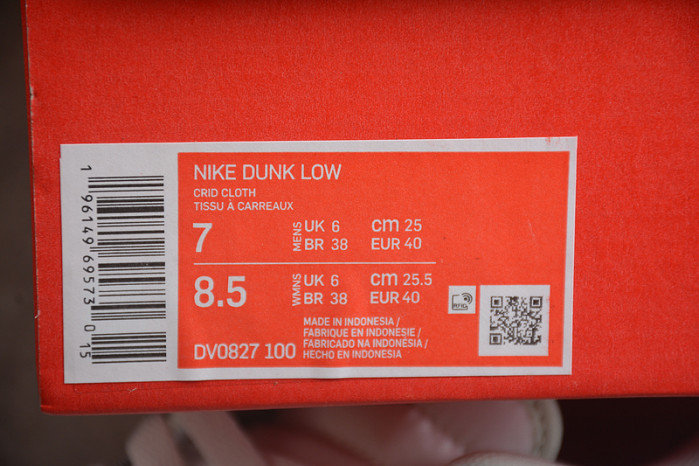 NIKE DUNK LOW
CRID CLOTH
TISSU À CARREAUX
7 MENS UK 6 cm 25
BR 38 EUR 40
8.5 WMNS UK 6 cm 25.5
BR 38 EUR 40
MADE IN INDONESIA /
FABRIQUE EN INDONESIE /
FABRICADO NA INDONÉSIA /
HECHO EN INDONESIA
DV0827 100
RFID
1 96149 69573 0 15